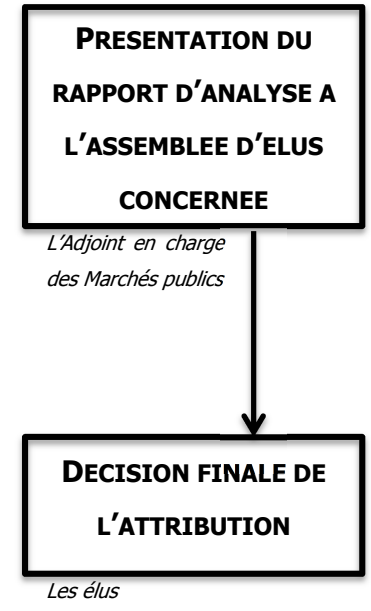 PRESENTATION DU
RAPPORT D'ANALYSE A
L'ASSEMBLEE D'ELUS
CONCERNEE
L'Adjoint en charge
des Marchés publics
DECISION FINALE DE
L'ATTRIBUTION
Les élus